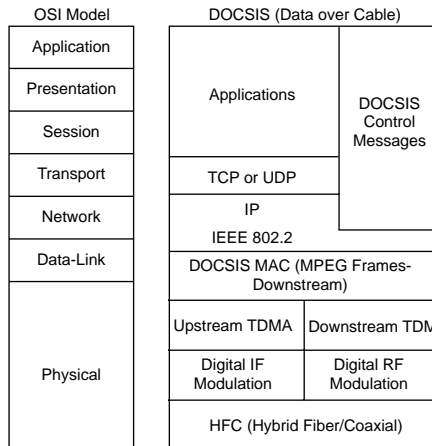 OSI Model
Application
Presentation
Session
Transport
Network
Data-Link
Physical
DOCSIS (Data over Cable)
Applications
DOCSIS
Control
Messages
TCP or UDP
IP
IEEE 802.2
DOCSIS MAC (MPEG Frames-
Downstream)
Upstream TDMA
Downstream TDM
Digital IF
Modulation
Digital RF
Modulation
HFC (Hybrid Fiber/Coaxial)